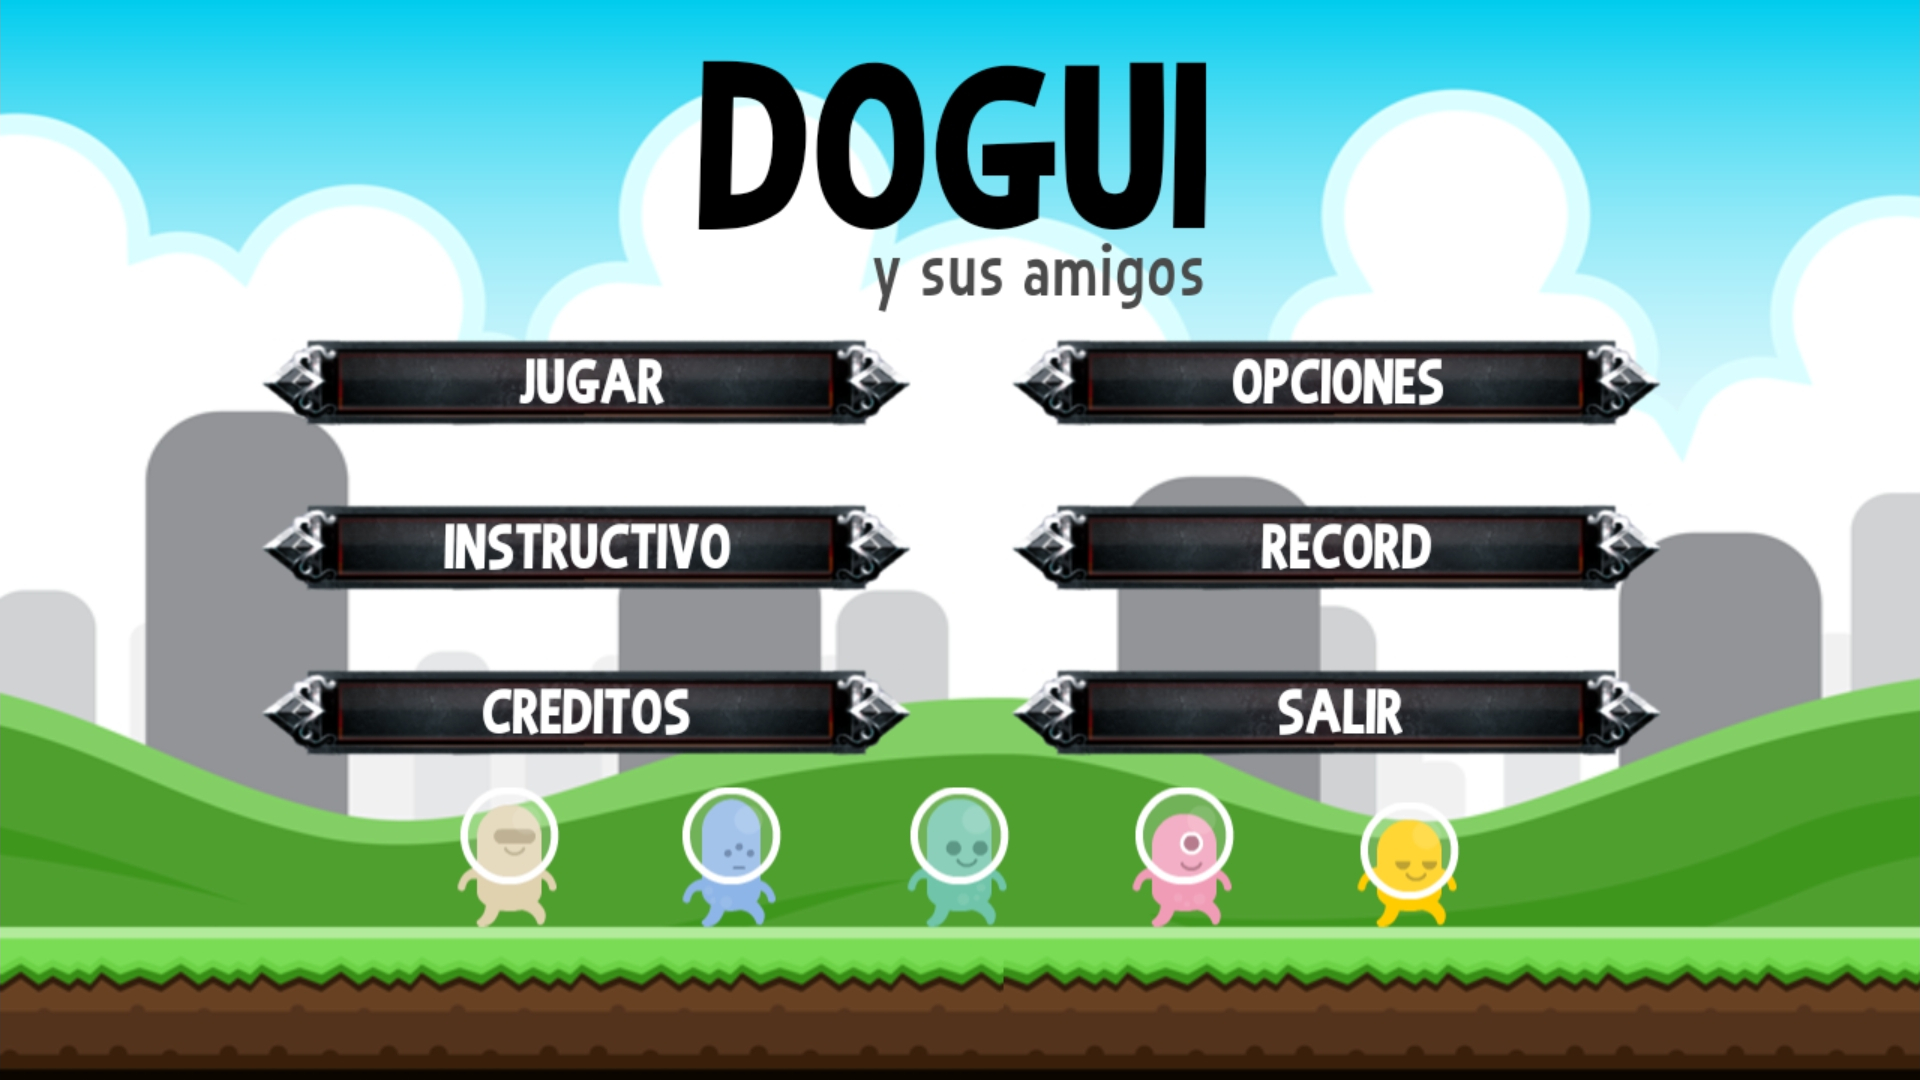 DOGUI
y sus amigos
JUGAR
OPCIONES
INSTRUCTIVO
RECORD
CREDITOS
SALIR